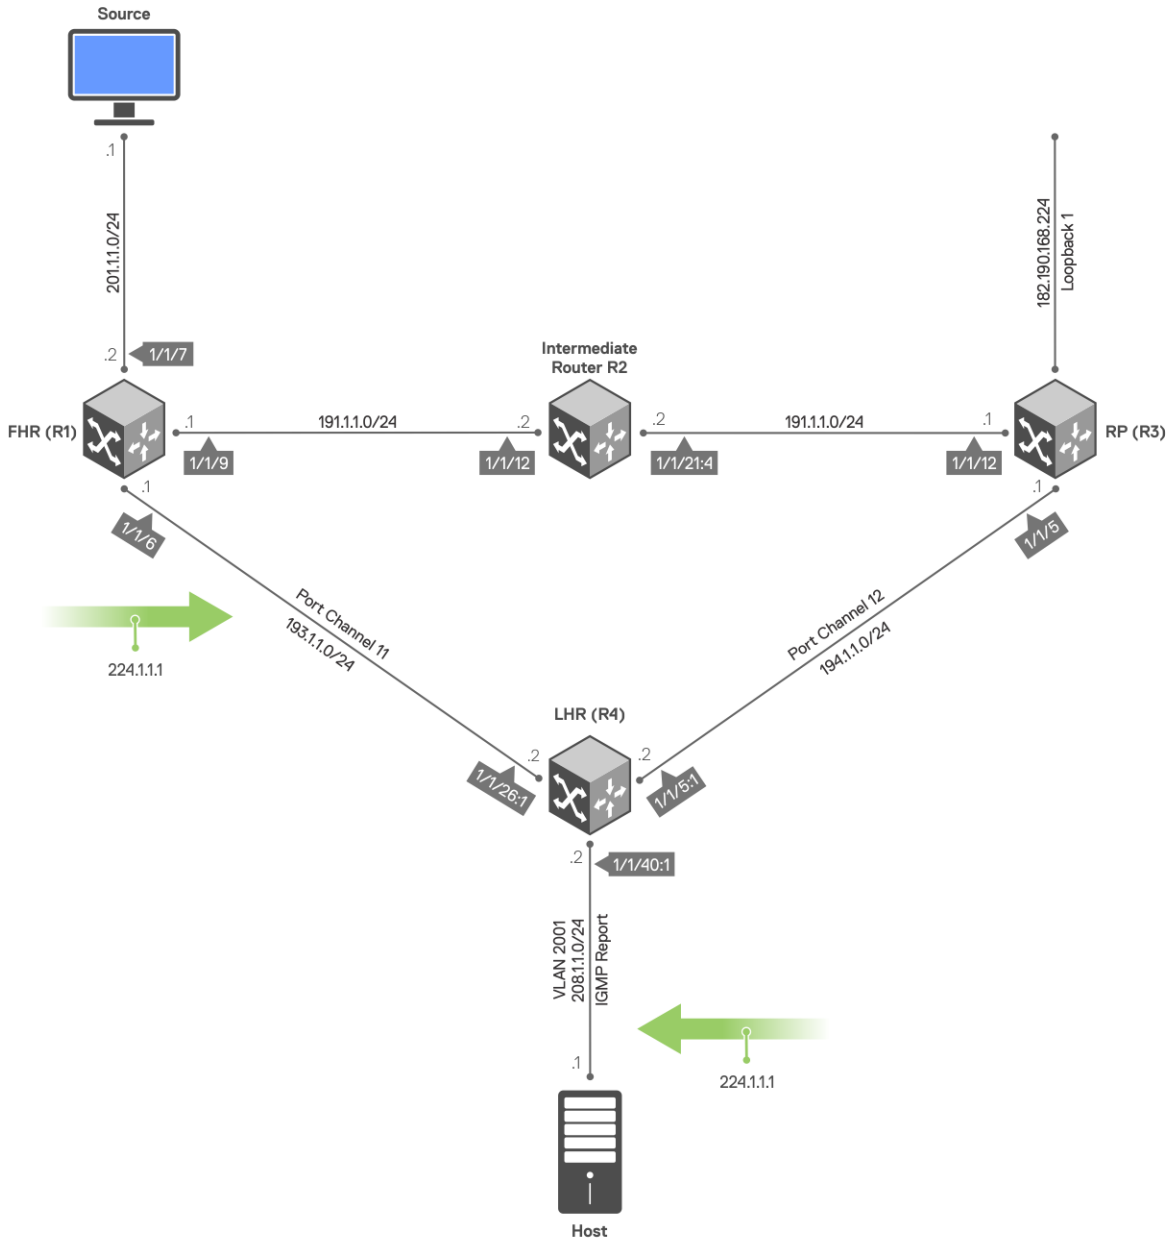 Source
.1
201.1.1.0/24
182.190.168.224
Loopback 1
.2
1/1/7
Intermediate
Router R2
FHR (R1)
.1
191.1.1.0/24
.2
.2
191.1.1.0/24
.1
RP (R3)
1/1/9
1/1/12
1/1/21:4
1/1/12
.1
.1
1/1/6
1/1/5
Port Channel 11
193.1.1.0/24
Port Channel 12
194.1.1.0/24
224.1.1.1
LHR (R4)
.2
.2
1/1/26:1
1/1/5:1
.2
1/1/40:1
VLAN 2001
208.1.1.0/24
IGMP Report
.1
224.1.1.1
Host